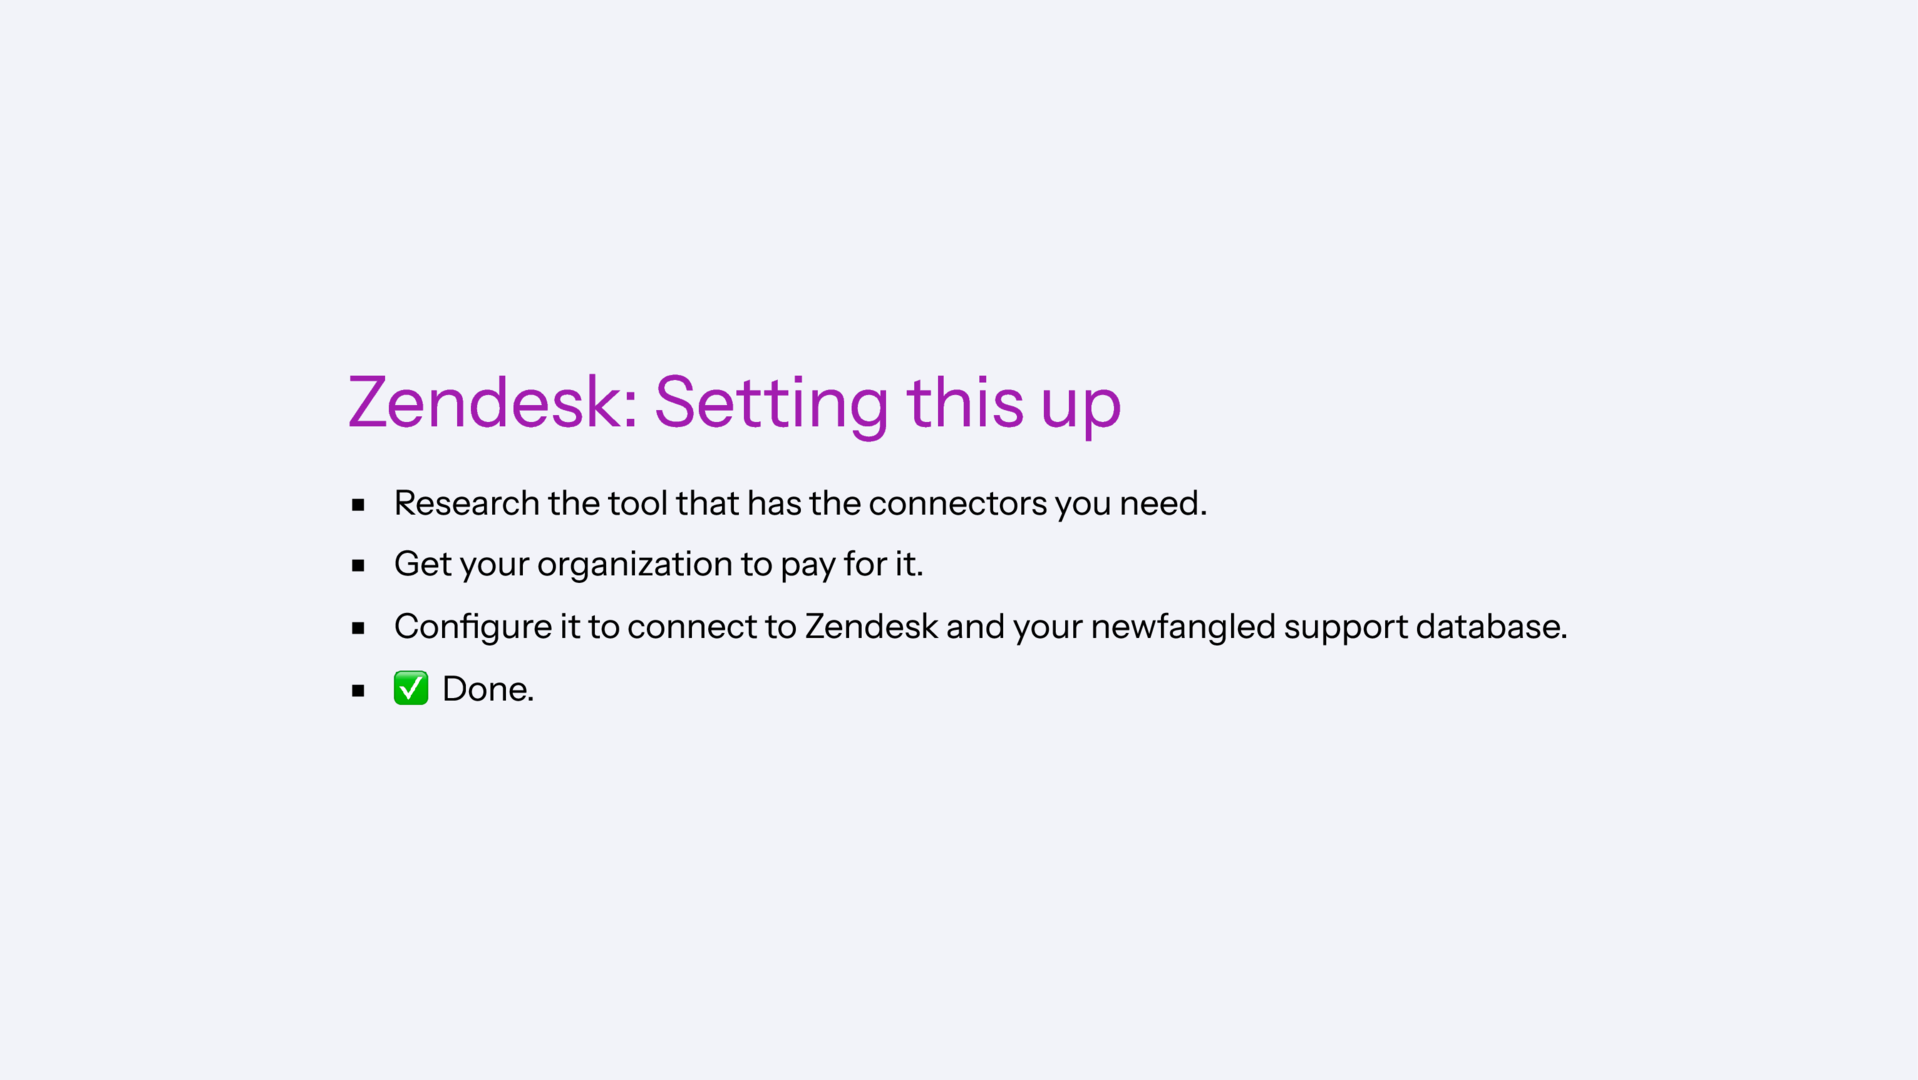 Zendesk: Setting this up
▪ Research the tool that has the connectors you need.
▪ Get your organization to pay for it.
▪ Configure it to connect to Zendesk and your newfangled support database.
▪ ✅ Done.